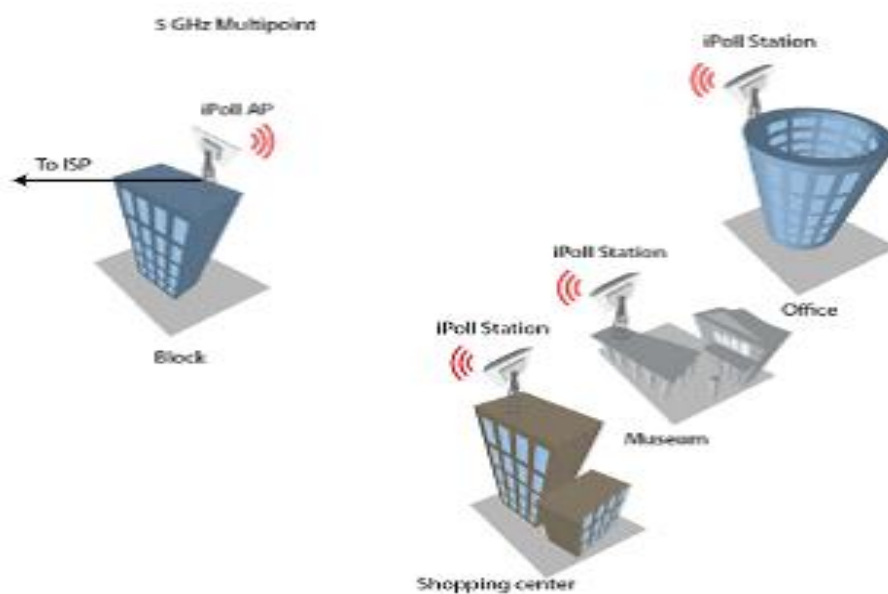 5 GHz Multipoint
iPoll Station
iPoll AP
To ISP
iPoll Station
Office
iPoll Station
Block
Museum
Shopping center